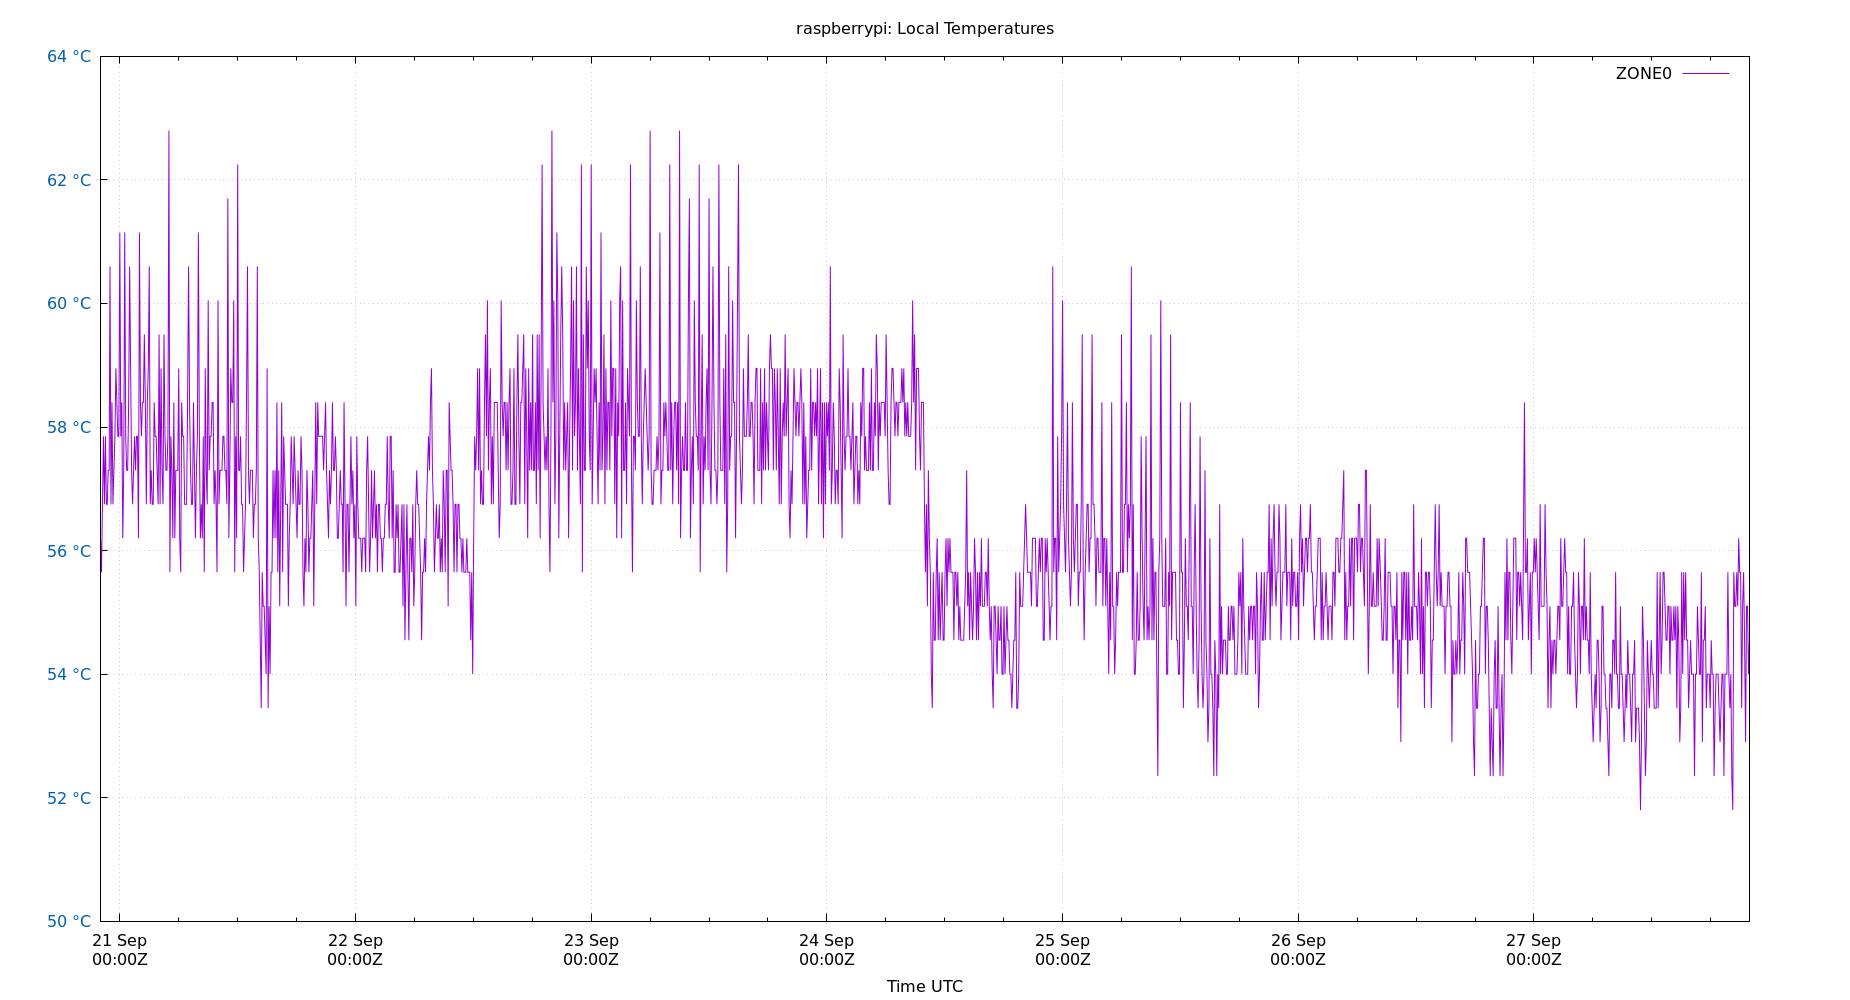 raspberrypi: Local Temperatures
64 °C
ZONE0
62 °C
60 °C
58 °C
56 °C
54 °C
52 °C
50 °C
21 Sep 22 Sep 23 Sep 24 Sep 25 Sep 26 Sep 27 Sep
00:00Z 00:00Z 00:00Z 00:00Z 00:00Z 00:00Z 00:00Z
Time UTC